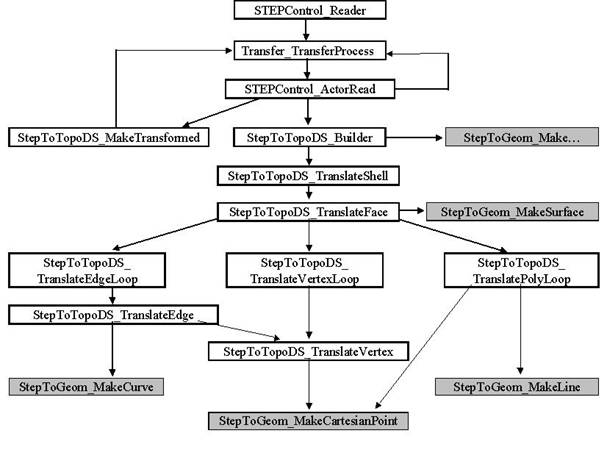 STEPControl_Reader
Transfer_TransferProcess
STEPControl_ActorRead
StepToTopoDS_MakeTransformed
StepToTopoDS_Builder
StepToGeom_Make...
StepToTopoDS_TranslateShell
StepToTopoDS_TranslateFace
StepToGeom_MakeSurface
StepToTopoDS_
TranslateEdgeLoop
StepToTopoDS_
TranslateVertexLoop
StepToTopoDS_
TranslatePolyLoop
StepToTopoDS_TranslateEdge
StepToTopoDS_TranslateVertex
StepToGeom_MakeCurve
StepToGeom_MakeLine
StepToGeom_MakeCartesianPoint